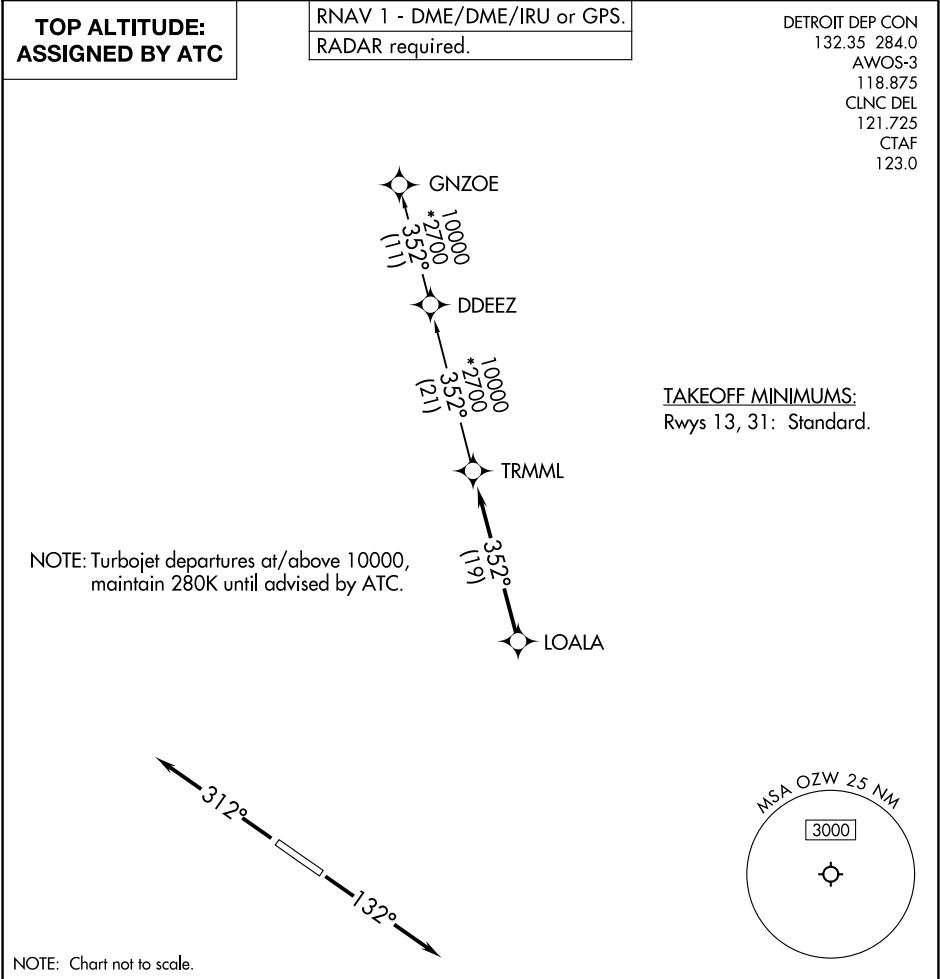 TOP ALTITUDE:
ASSIGNED BY ATC
RNAV 1 - DME/DME/IRU or GPS.
RADAR required.
DETROIT DEP CON
132.35 284.0
AWOS-3
118.875
CLNC DEL
121.725
CTAF
123.0
GNZOE
10000
*2700
352°
(11)
DDEEZ
10000
*2700
352°
(21)
TAKEOFF MINIMUMS:
Rwys 13, 31: Standard.
TRMML
352°
(19)
NOTE: Turbojet departures at/above 10000,
maintain 280K until advised by ATC.
LOALA
312°
132°
MSA OZW 25 NM
3000
NOTE: Chart not to scale.